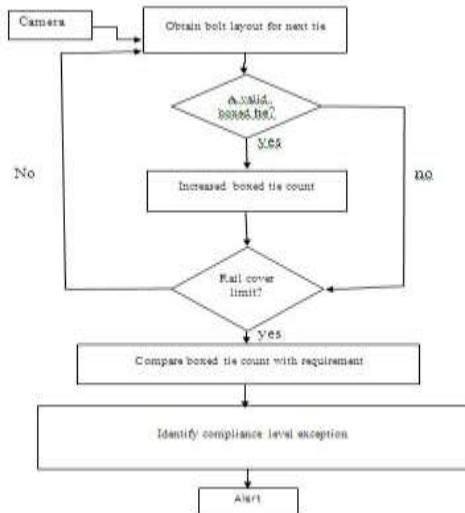 Camera
Obtain bolt layout for next tie
A valid
boxed tie?
yes
No
no
Increased boxed tie count
Rail cover
limit?
yes
Compare boxed tie count with requirement
Identify compliance level exception
Alert